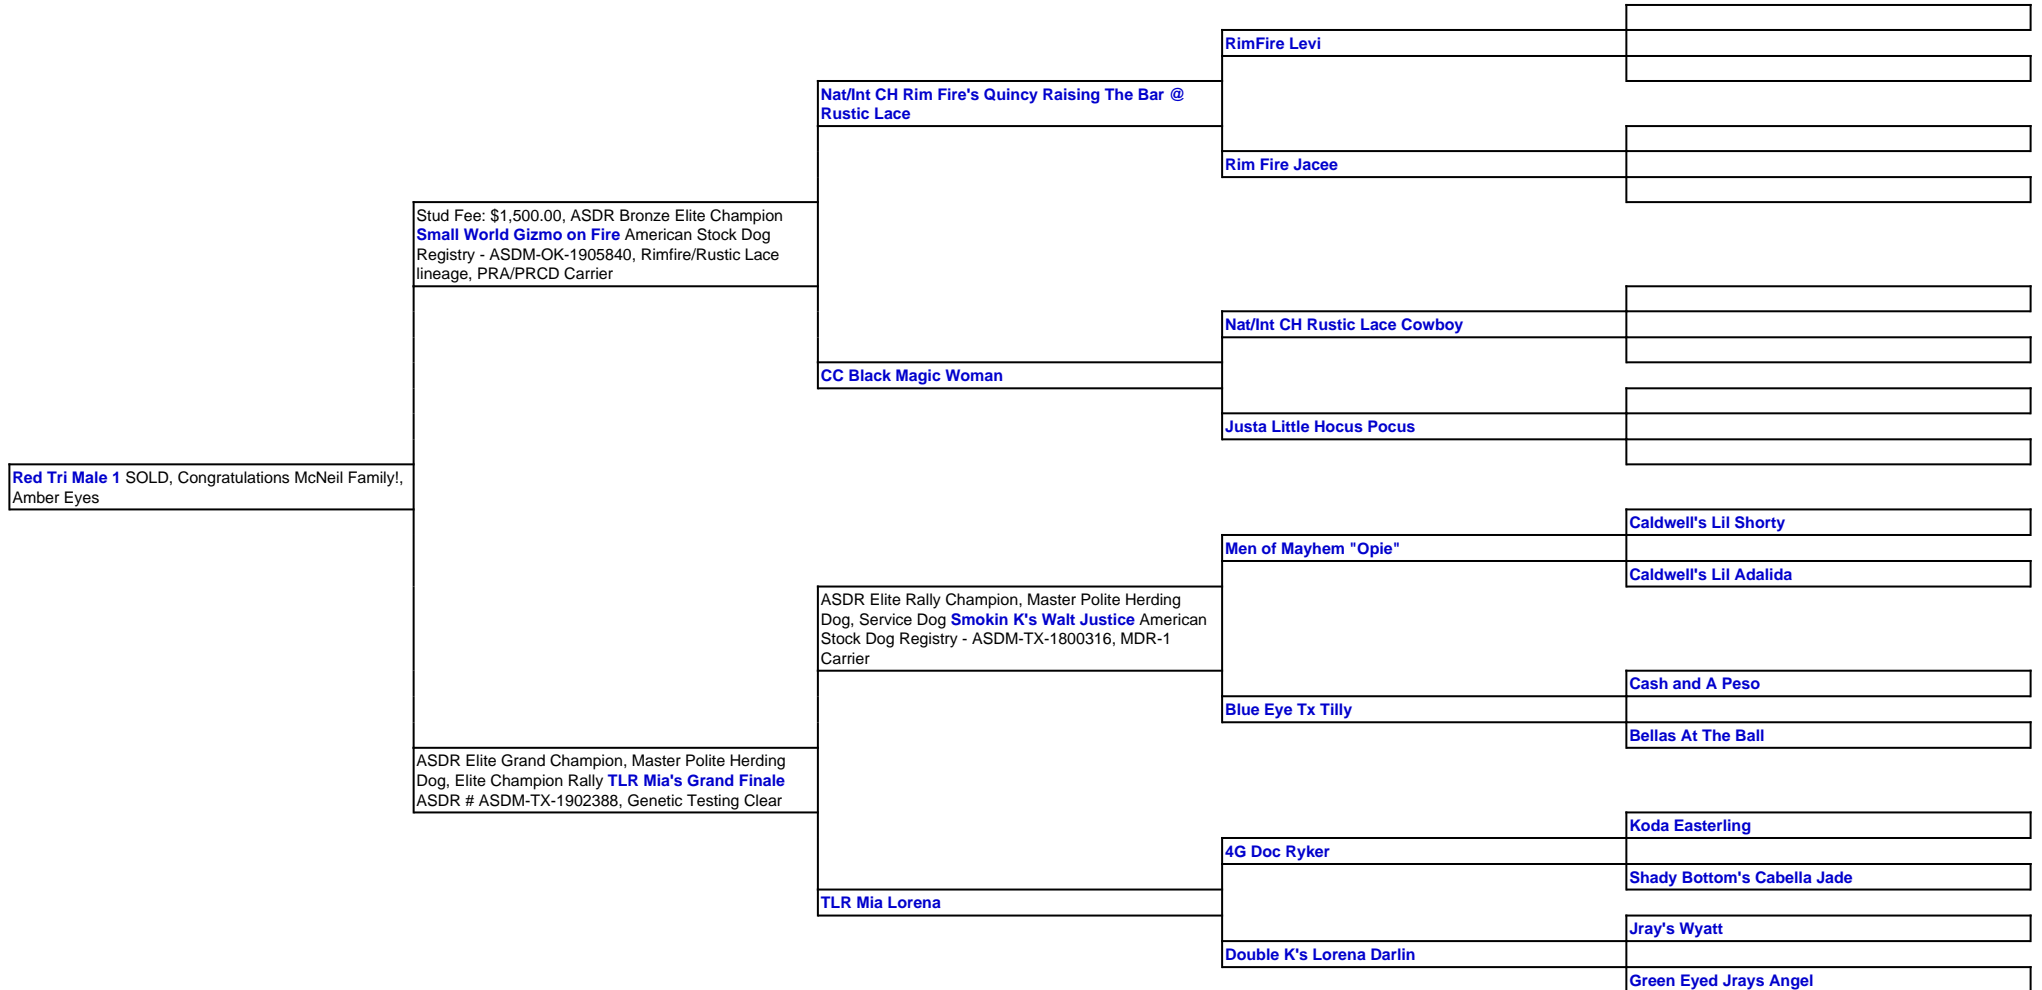 RimFire Levi
Nat/Int CH Rim Fire's Quincy Raising The Bar @
Rustic Lace
Rim Fire Jacee
Stud Fee: $1,500.00, ASDR Bronze Elite Champion
Small World Gizmo on Fire American Stock Dog
Registry - ASDM-OK-1905840, Rimfire/Rustic Lace
lineage, PRA/PRCD Carrier
Nat/Int CH Rustic Lace Cowboy
CC Black Magic Woman
Justa Little Hocus Pocus
Red Tri Male 1 SOLD, Congratulations McNeil Family!,
Amber Eyes
Caldwell's Lil Shorty
Men of Mayhem "Opie"
Caldwell's Lil Adalida
ASDR Elite Rally Champion, Master Polite Herding
Dog, Service Dog Smokin K's Walt Justice American
Stock Dog Registry - ASDM-TX-1800316, MDR-1
Carrier
Cash and A Peso
Blue Eye Tx Tilly
Bellas At The Ball
ASDR Elite Grand Champion, Master Polite Herding
Dog, Elite Champion Rally TLR Mia's Grand Finale
ASDR # ASDM-TX-1902388, Genetic Testing Clear
Koda Easterling
4G Doc Ryker
Shady Bottom's Cabella Jade
TLR Mia Lorena
Jray's Wyatt
Double K's Lorena Darlin
Green Eyed Jrays Angel